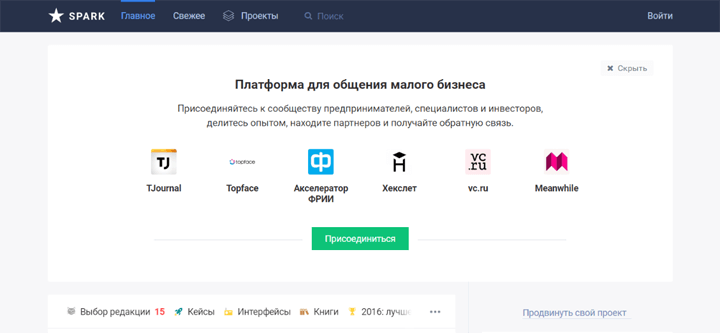 SPARK Главное Свежее Проекты Поиск Войти
Скрыть
Платформа для общения малого бизнеса
Присоединяйтесь к сообществу предпринимателей, специалистов и инвесторов,
делитесь опытом, находите партнеров и получайте обратную связь.
TJ topface ф H vc.ru
TJournal Topface Акселератор ФРИИ Хекслет vc.ru Meanwhile
Присоединиться
Выбор редакции 15 Кейсы Интерфейсы Книги 2016: лучш
Продвинуть свой проект